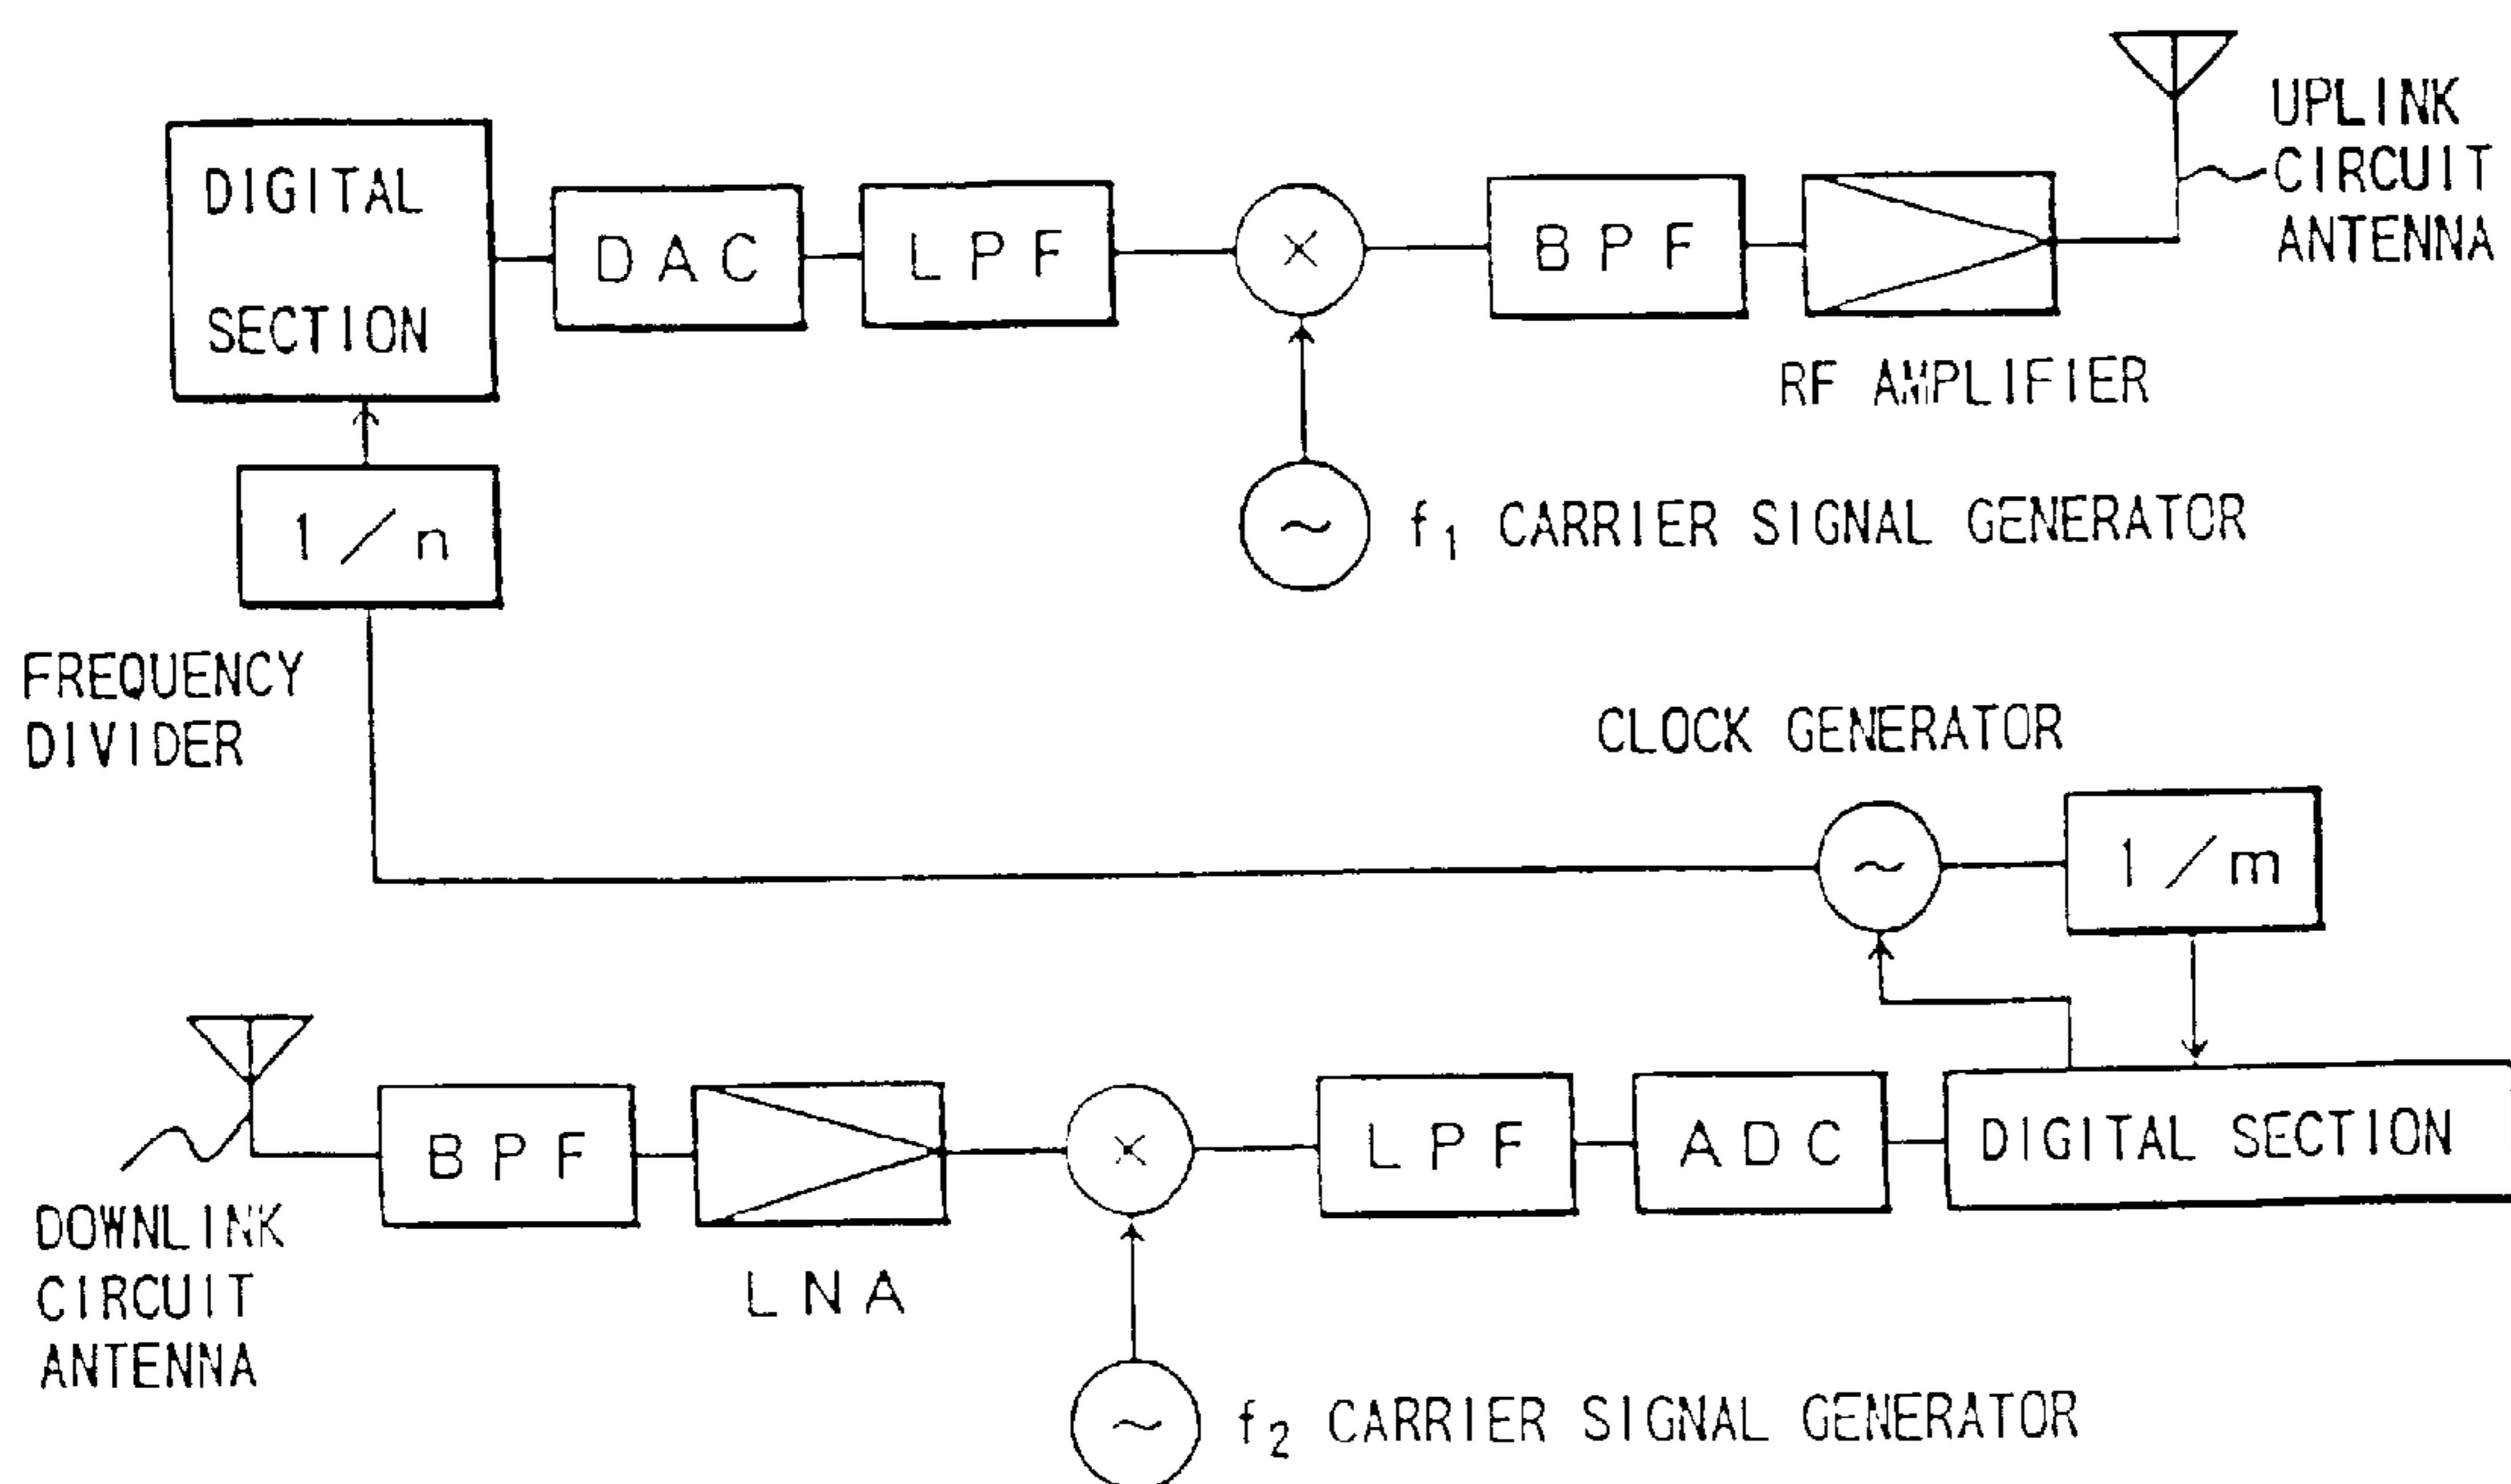 UPLINK
CIRCUIT
ANTENNA
DIGITAL
SECTION
DAC
LPF
×
BPF
RF AMPLIFIER
1/n
~
f₁ CARRIER SIGNAL GENERATOR
FREQUENCY
DIVIDER
CLOCK GENERATOR
~
1/m
BPF
×
LPF
ADC
DIGITAL SECTION
DOWNLINK
CIRCUIT
ANTENNA
LNA
~
f₂ CARRIER SIGNAL GENERATOR